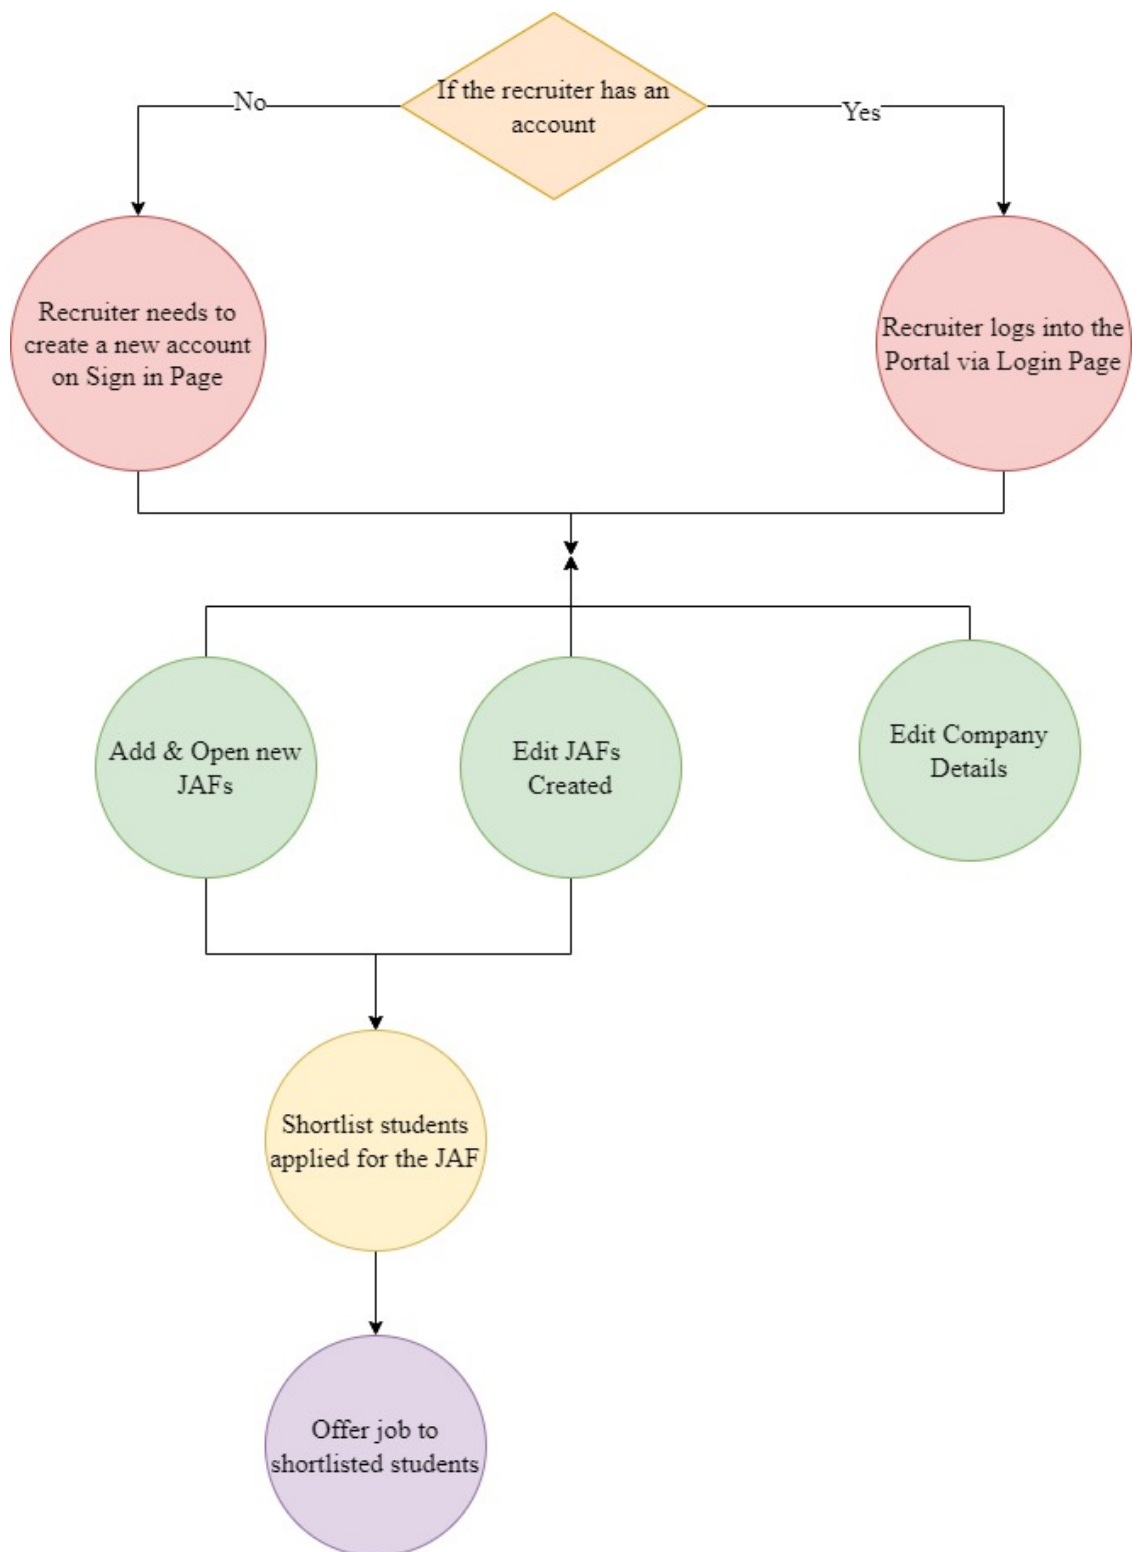 If the recruiter has an
account
No
Yes
Recruiter needs to
create a new account
on Sign in Page
Recruiter logs into the
Portal via Login Page
Add & Open new
JAFs
Edit JAFs
Created
Edit Company
Details
Shortlist students
applied for the JAF
Offer job to
shortlisted students